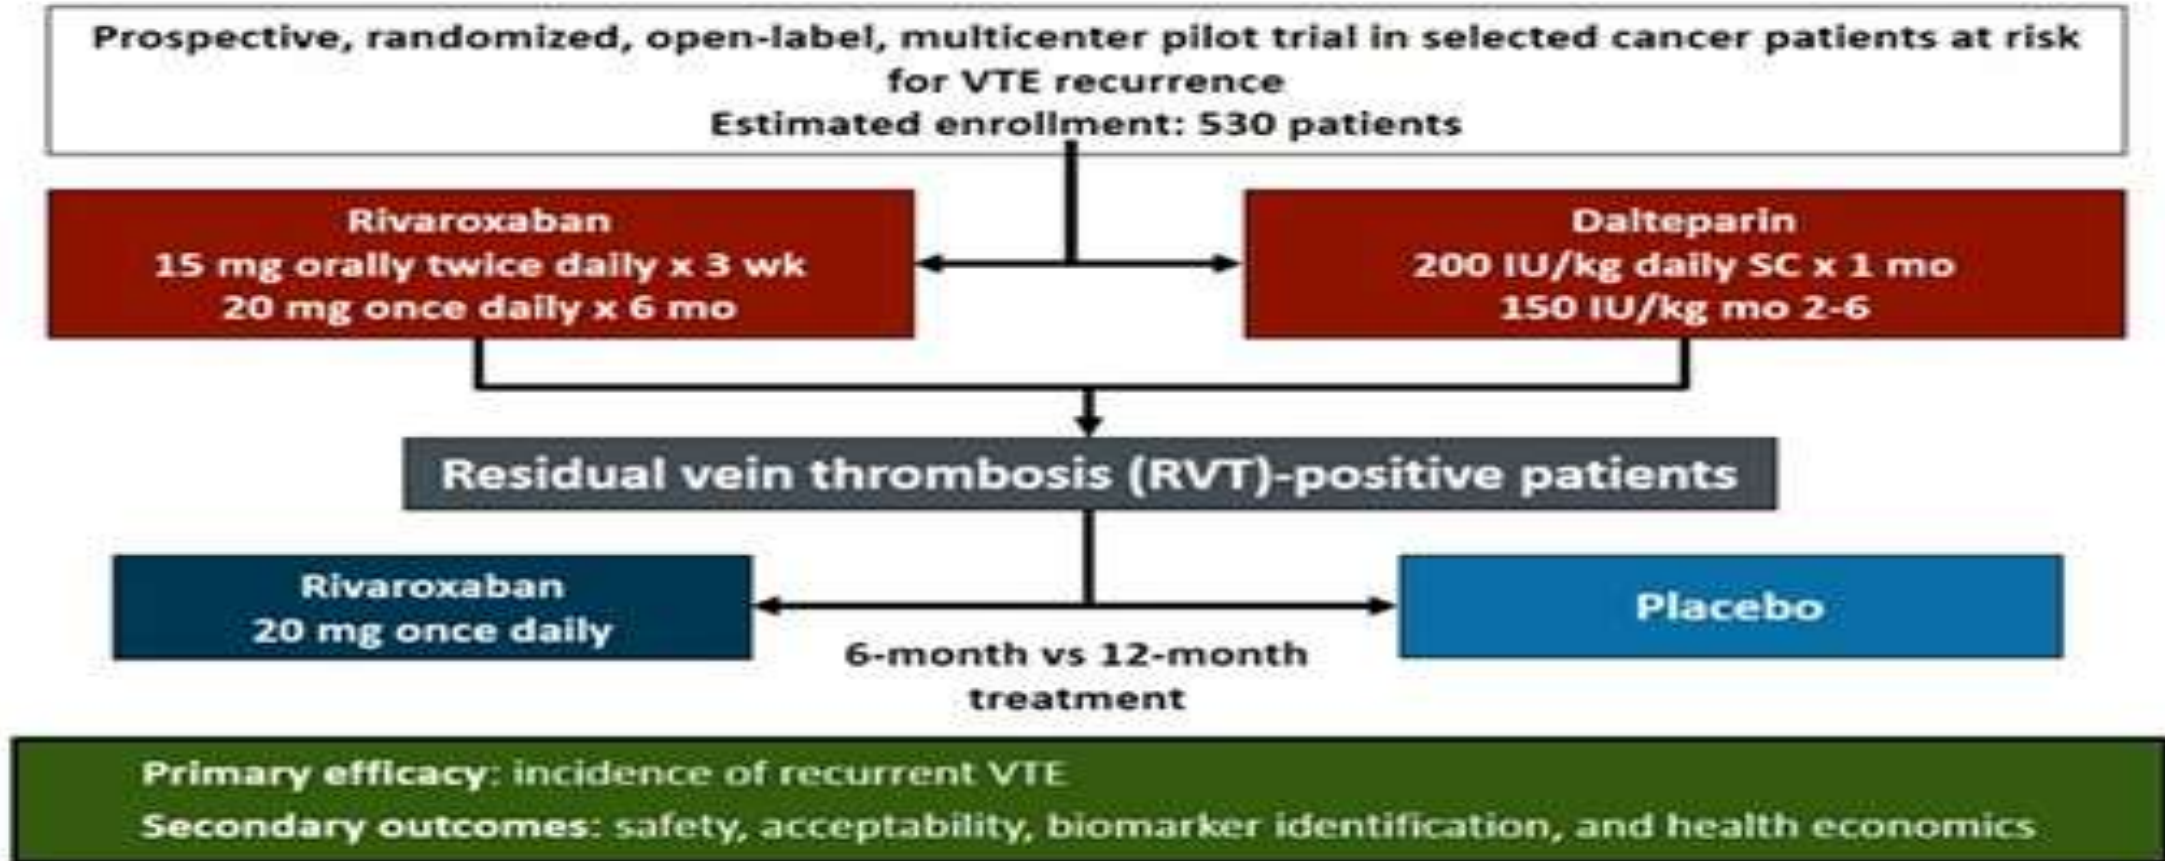 Prospective, randomized, open-label, multicenter pilot trial in selected cancer patients at risk
for VTE recurrence
Estimated enrollment: 530 patients
Rivaroxaban
15 mg orally twice daily x 3 wk
20 mg once daily x 6 mo
Dalteparin
200 IU/kg daily SC x 1 mo
150 IU/kg mo 2-6
Residual vein thrombosis (RVT)-positive patients
Rivaroxaban
20 mg once daily
Placebo
6-month vs 12-month
treatment
Primary efficacy: incidence of recurrent VTE
Secondary outcomes: safety, acceptability, biomarker identification, and health economics